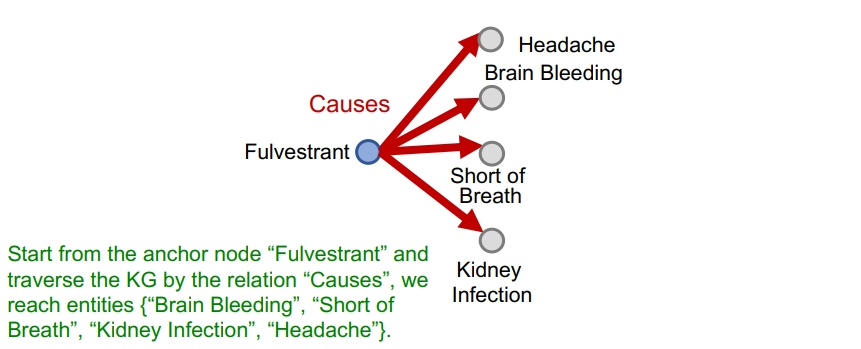 Headache
Brain Bleeding
Causes
Fulvestrant
Short of
Breath
Kidney
Infection
Start from the anchor node “Fulvestrant” and
traverse the KG by the relation “Causes”, we
reach entities {“Brain Bleeding”, “Short of
Breath”, “Kidney Infection”, “Headache”}.